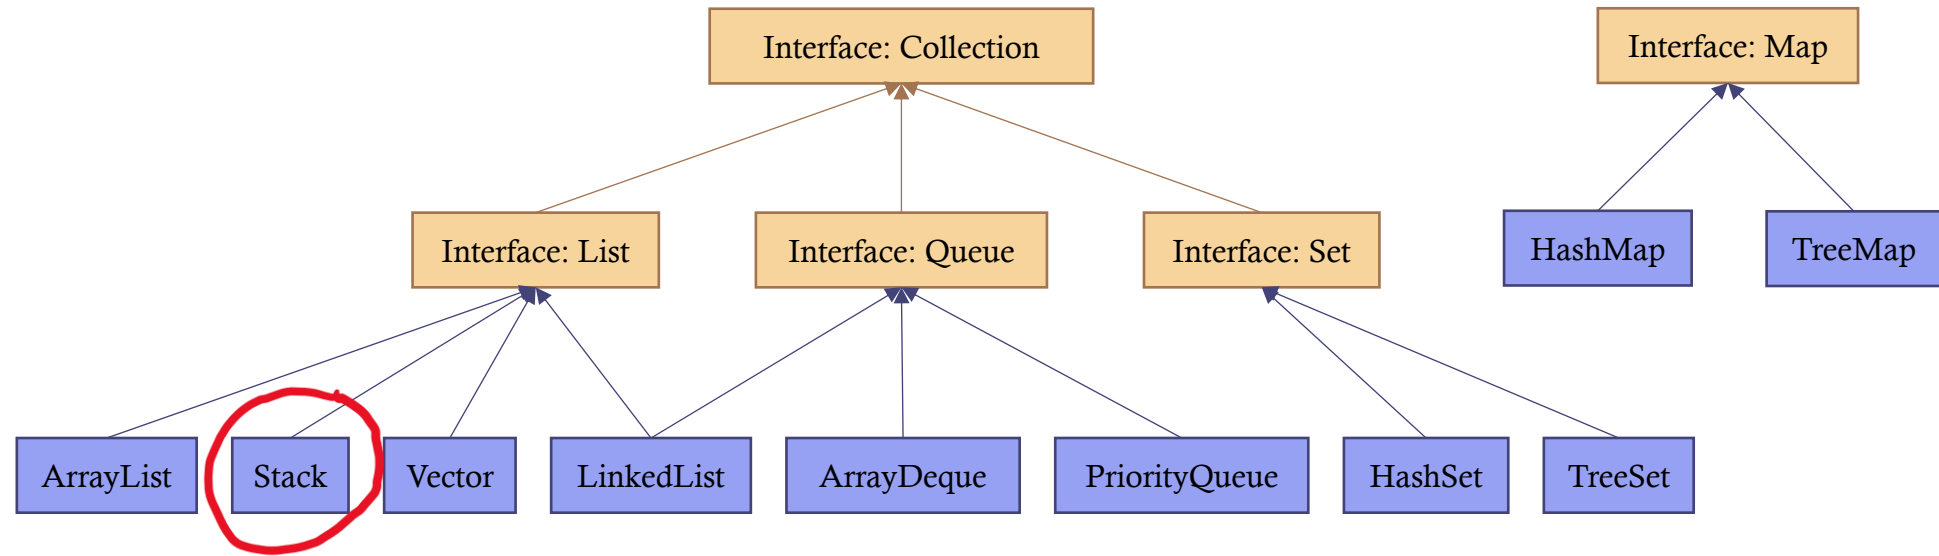 Interface: Collection
Interface: Map
Interface: List
Interface: Queue
Interface: Set
HashMap
TreeMap
ArrayList
Stack
Vector
LinkedList
ArrayDeque
PriorityQueue
HashSet
TreeSet